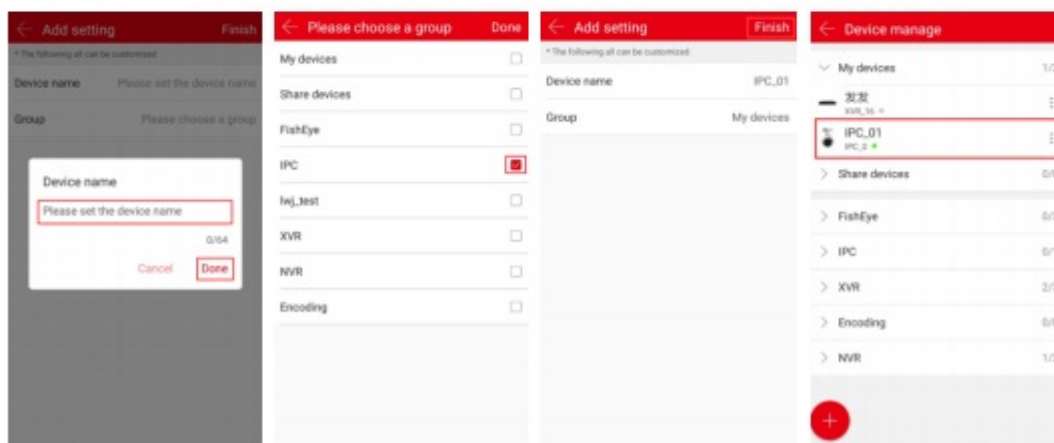 Add setting
Finish
* The following all can be customized
Device name
Please set the device name
Group
Please choose a group
Device name
Please set the device name
0/64
Cancel
Done
Please choose a group
Done
My devices
Share devices
FishEye
IPC
lwj_test
XVR
NVR
Encoding
Add setting
Finish
* The following all can be customized
Device name
IPC_01
Group
My devices
Device manage
My devices
发发
XVR_16
IPC_01
IPC_0
Share devices
FishEye
IPC
XVR
Encoding
NVR